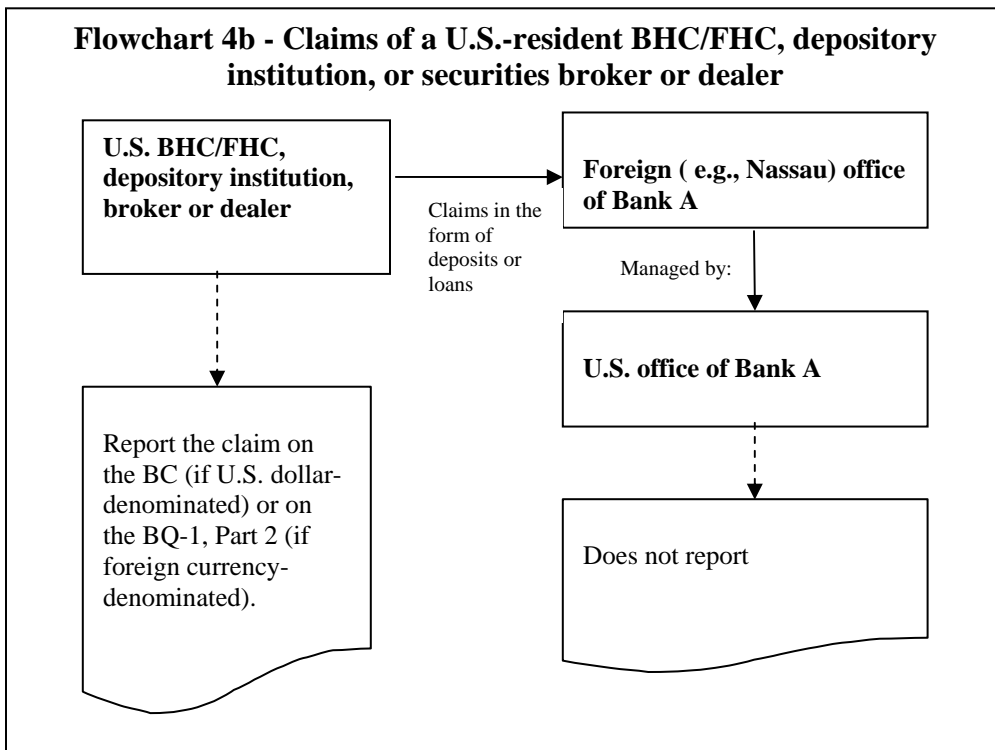 Flowchart 4b - Claims of a U.S.-resident BHC/FHC, depository
institution, or securities broker or dealer
U.S. BHC/FHC,
depository institution,
broker or dealer
Claims in the
form of
deposits or
loans
Foreign ( e.g., Nassau) office
of Bank A
Managed by:
U.S. office of Bank A
Report the claim on
the BC (if U.S. dollar-
denominated) or on
the BQ-1, Part 2 (if
foreign currency-
denominated).
Does not report